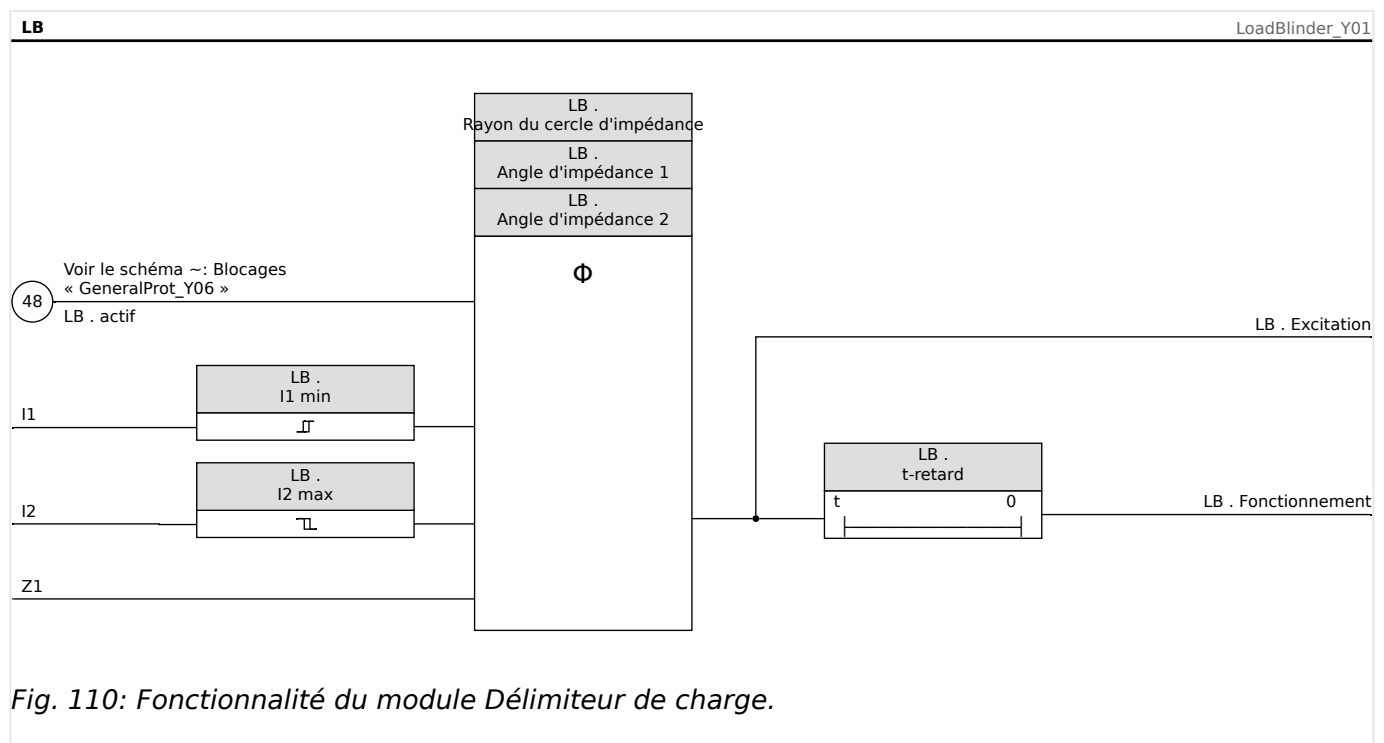 LB
LoadBlinder_Y01
LB .
Rayon du cercle d'impédance
LB .
Angle d'impédance 1
LB .
Angle d'impédance 2
Φ
Voir le schéma ~: Blocages
« GeneralProt_Y06 »
48
LB . actif
LB . Excitation
LB .
I1 min
I1
LB .
t-retard
t 0
LB . Fonctionnement
LB .
I2 max
I2
Z1
Fig. 110: Fonctionnalité du module Délimiteur de charge.